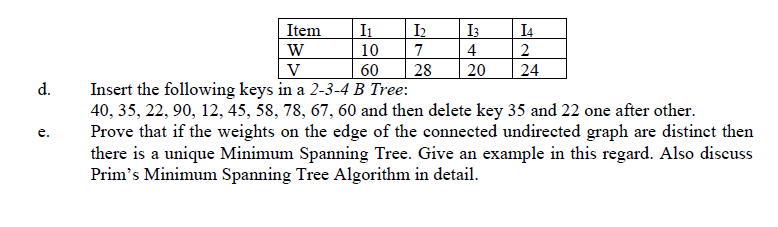 Item I₁ I₂ I₃ I₄
W 10 7 4 2
V 60 28 20 24
d. Insert the following keys in a 2-3-4 B Tree:
40, 35, 22, 90, 12, 45, 58, 78, 67, 60 and then delete key 35 and 22 one after other.
e. Prove that if the weights on the edge of the connected undirected graph are distinct then
there is a unique Minimum Spanning Tree. Give an example in this regard. Also discuss
Prim's Minimum Spanning Tree Algorithm in detail.